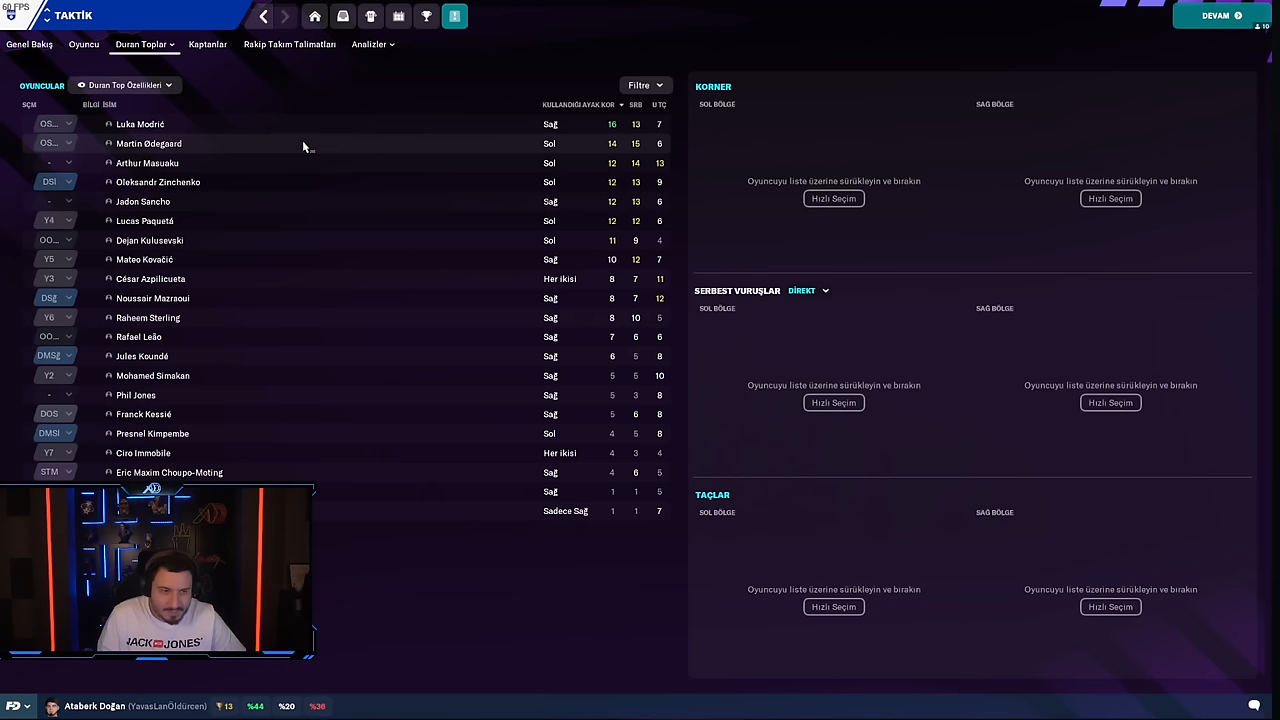 60 FPS
TAKTİK
DEVAM
10
Genel Bakış Oyuncu Duran Toplar Kaptanlar Rakip Takım Talimatları Analizler
OYUNCULAR Duran Top Özellikleri Filtre
SÇM BİLGİ İSİM KULLANDIĞI AYAK KOR SRB UTÇ
OS... Luka Modrić Sağ 16 13 7
OS... Martin Ødegaard Sol 14 15 6
- Arthur Masuaku Sol 12 14 13
DSl Oleksandr Zinchenko Sol 12 13 9
- Jadon Sancho Sağ 12 13 6
Y4 Lucas Paquetá Sol 12 12 6
OO... Dejan Kulusevski Sol 11 9 4
Y5 Mateo Kovačić Sağ 10 12 7
Y3 César Azpilicueta Her ikisi 8 7 11
DSğ Noussair Mazraoui Sağ 8 7 12
Y6 Raheem Sterling Sağ 8 10 5
OO... Rafael Leão Sağ 7 6 6
DMSğ Jules Koundé Sağ 6 5 8
Y2 Mohamed Simakan Sağ 5 5 10
- Phil Jones Sağ 5 3 8
DOS Franck Kessié Sağ 5 6 8
DMSl Presnel Kimpembe Sol 4 5 8
Y7 Ciro Immobile Her ikisi 4 3 4
STM Eric Maxim Choupo-Moting Sağ 4 6 5
Sağ 1 1 5
Sadece Sağ 1 1 7
KORNER
SOL BÖLGE SAĞ BÖLGE
Oyuncuyu liste üzerine sürükleyin ve bırakın Oyuncuyu liste üzerine sürükleyin ve bırakın
Hızlı Seçim Hızlı Seçim
SERBEST VURUŞLAR DİREKT
SOL BÖLGE SAĞ BÖLGE
Oyuncuyu liste üzerine sürükleyin ve bırakın Oyuncuyu liste üzerine sürükleyin ve bırakın
Hızlı Seçim Hızlı Seçim
TAÇLAR
SOL BÖLGE SAĞ BÖLGE
Oyuncuyu liste üzerine sürükleyin ve bırakın Oyuncuyu liste üzerine sürükleyin ve bırakın
Hızlı Seçim Hızlı Seçim
JACK JONES
FD Ataberk Doğan (YavasLanÖldürcen) 13 %44 %20 %36